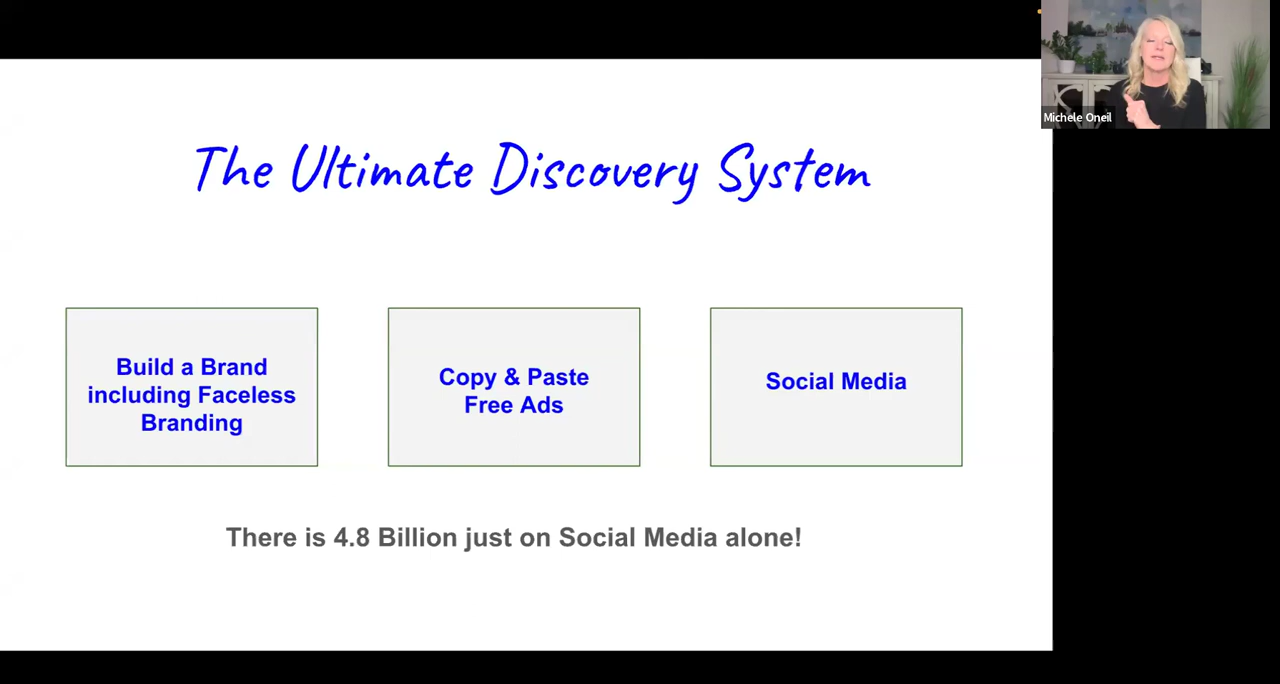 Michele Oneil
The Ultimate Discovery System
Build a Brand
including Faceless
Branding
Copy & Paste
Free Ads
Social Media
There is 4.8 Billion just on Social Media alone!